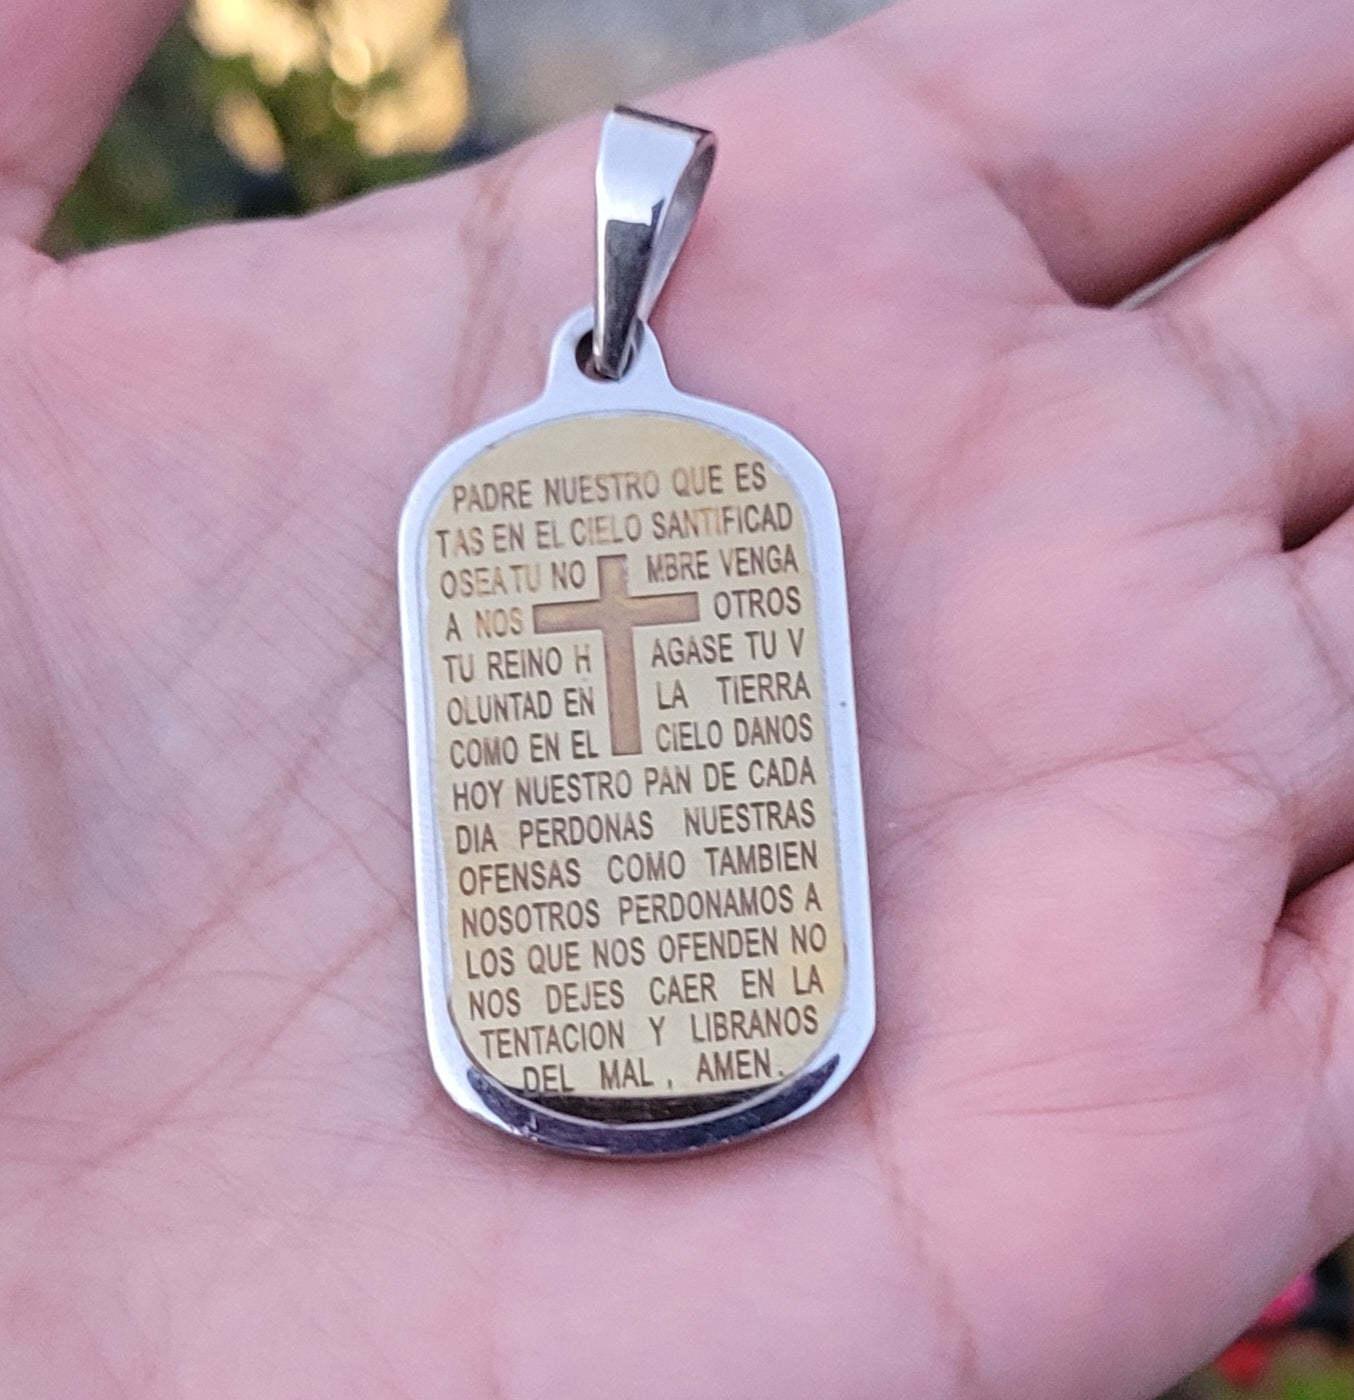 PADRE NUESTRO QUE ES
TAS EN EL CIELO SANTIFICAD
O SEA TU NO MBRE VENGA
A NOS OTROS
TU REINO H AGASE TU V
OLUNTAD EN LA TIERRA
COMO EN EL CIELO DANOS
HOY NUESTRO PAN DE CADA
DIA PERDONAS NUESTRAS
OFENSAS COMO TAMBIEN
NOSOTROS PERDONAMOS A
LOS QUE NOS OFENDEN NO
NOS DEJES CAER EN LA
TENTACION Y LIBRANOS
DEL MAL, AMEN.